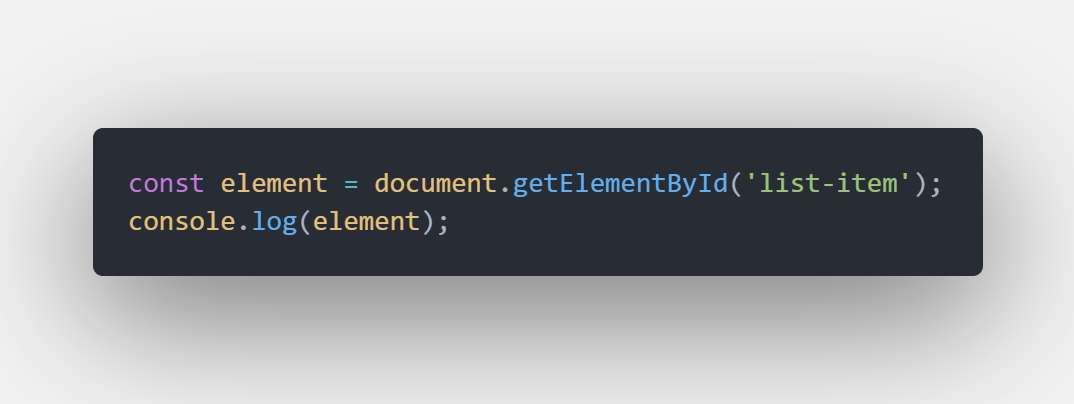 const element = document.getElementById('list-item');
console.log(element);